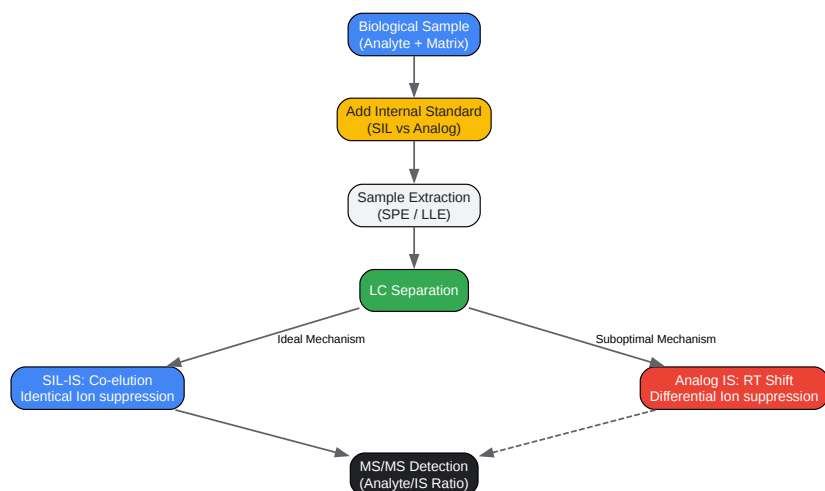 Biological Sample
(Analyte + Matrix)
Add Internal Standard
(SIL vs Analog)
Sample Extraction
(SPE / LLE)
LC Separation
Ideal Mechanism
Suboptimal Mechanism
SIL-IS: Co-elution
Identical Ion suppression
Analog IS: RT Shift
Differential Ion suppression
MS/MS Detection
(Analyte/IS Ratio)